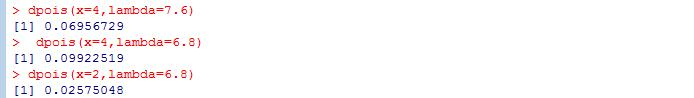 > dpois(x=4,lambda=7.6)
[1] 0.06956729
>  dpois(x=4,lambda=6.8)
[1] 0.09922519
> dpois(x=2,lambda=6.8)
[1] 0.02575048